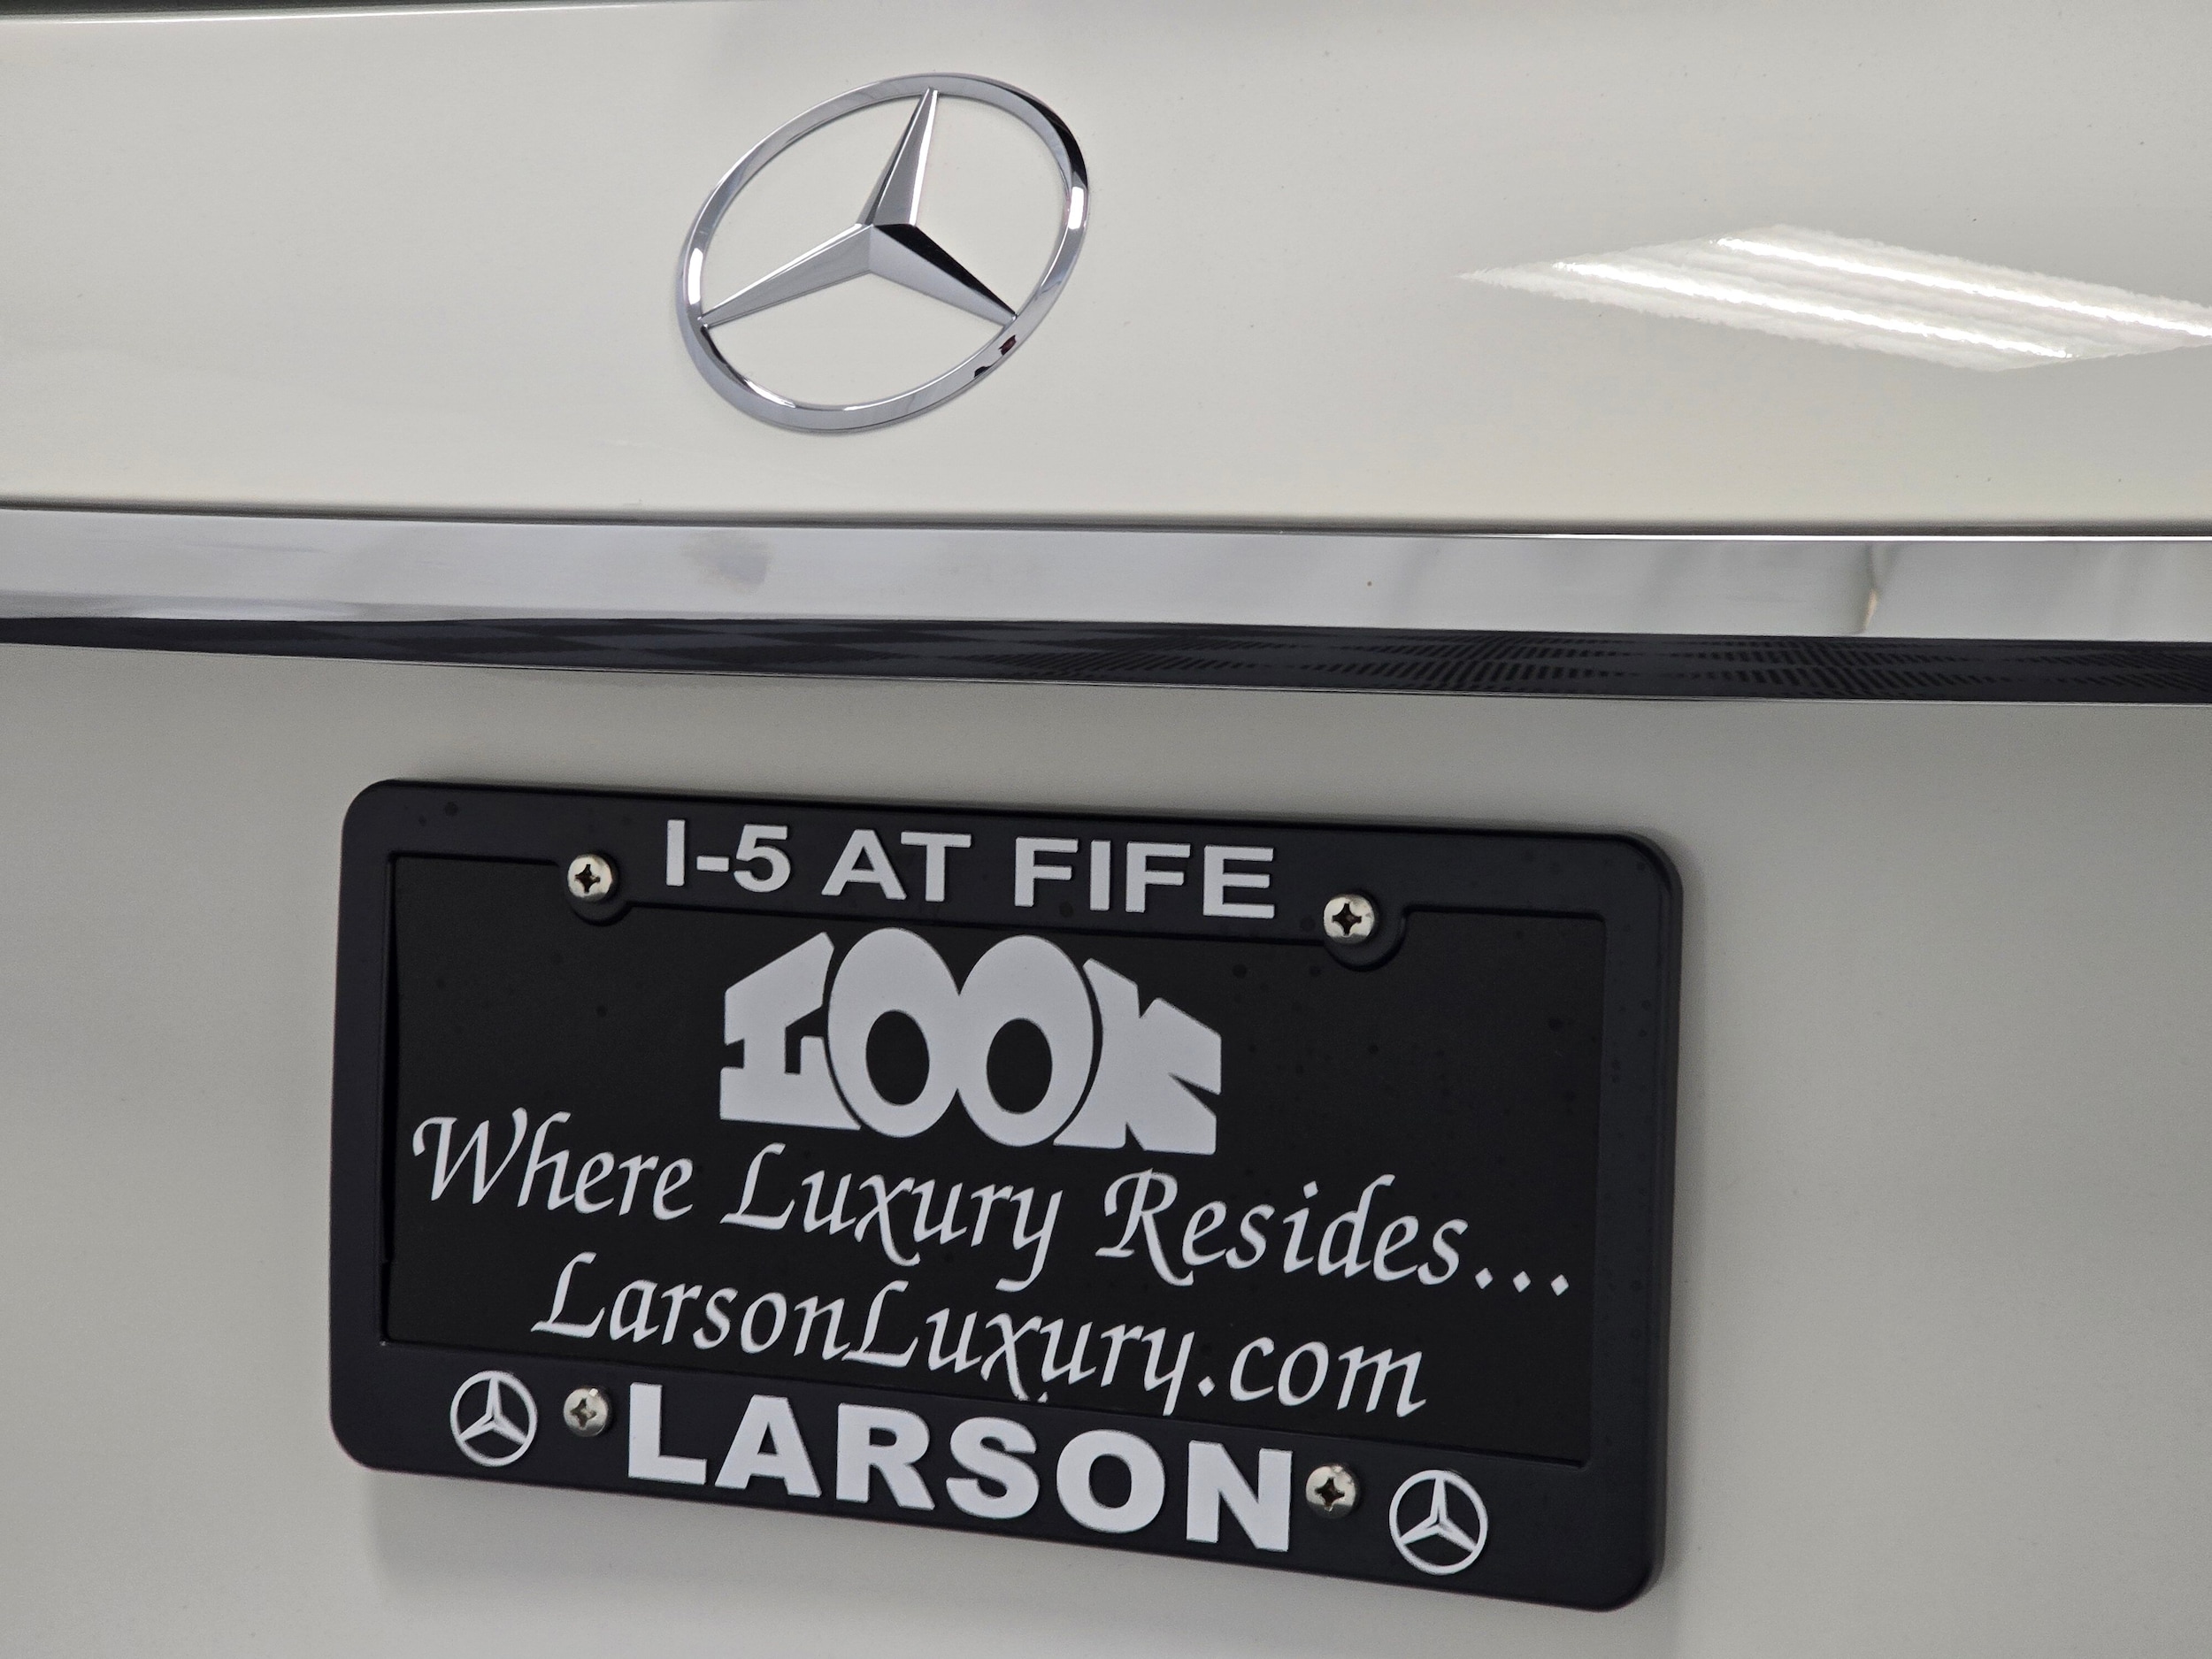 I-5 AT FIFE
LOOK
Where Luxury Resides...
LarsonLuxury.com
LARSON